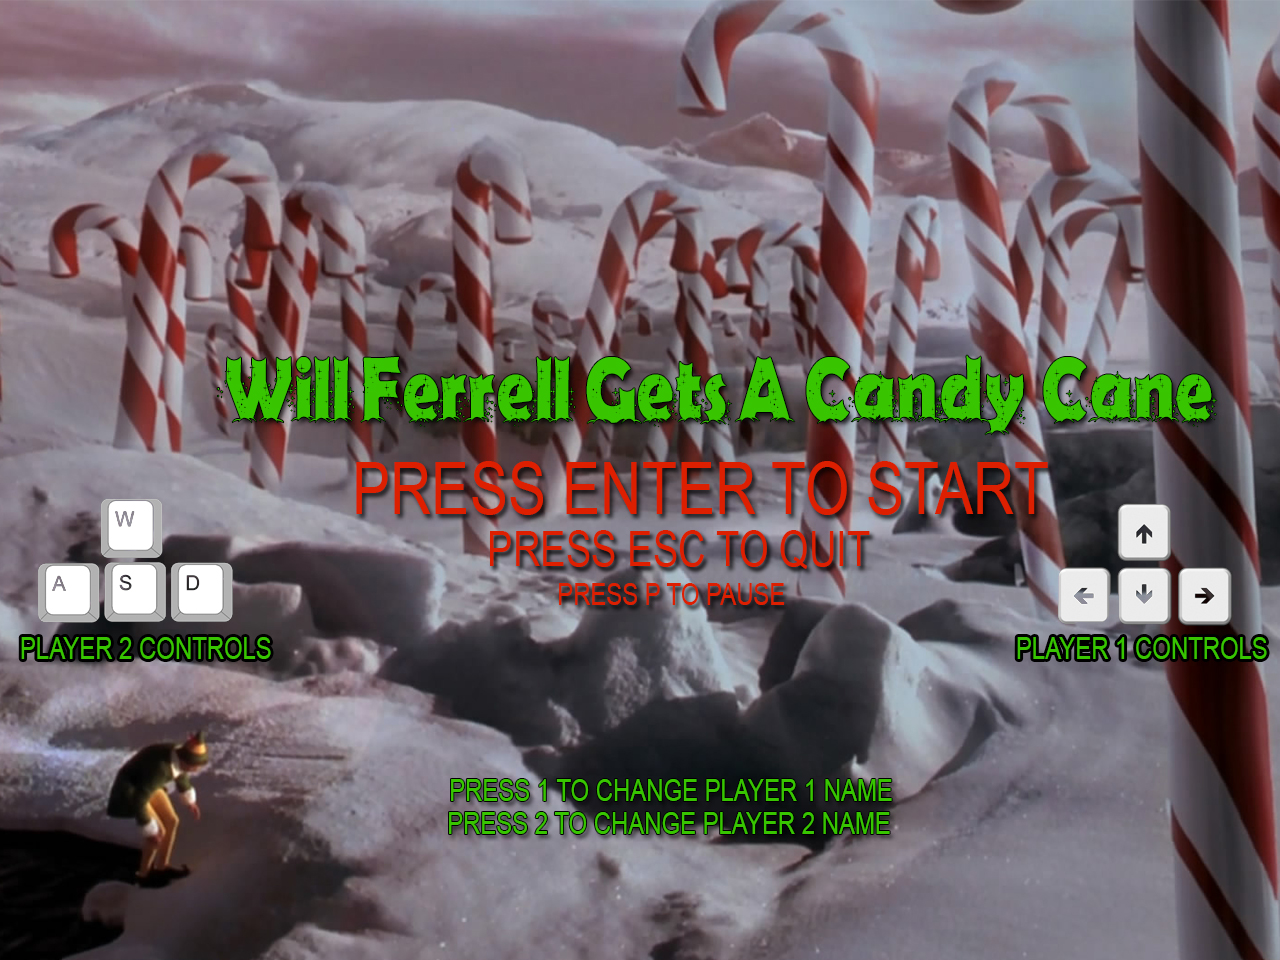 Will Ferrell Gets A Candy Cane
PRESS ENTER TO START
PRESS ESC TO QUIT
PRESS P TO PAUSE
W
A S D
PLAYER 2 CONTROLS
PLAYER 1 CONTROLS
PRESS 1 TO CHANGE PLAYER 1 NAME
PRESS 2 TO CHANGE PLAYER 2 NAME